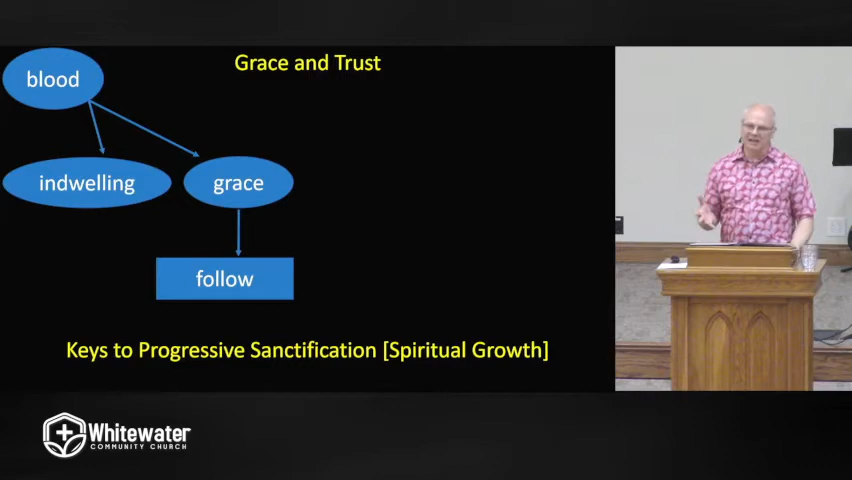 Grace and Trust
blood
indwelling
grace
follow
Keys to Progressive Sanctification [Spiritual Growth]
Whitewater
COMMUNITY CHURCH